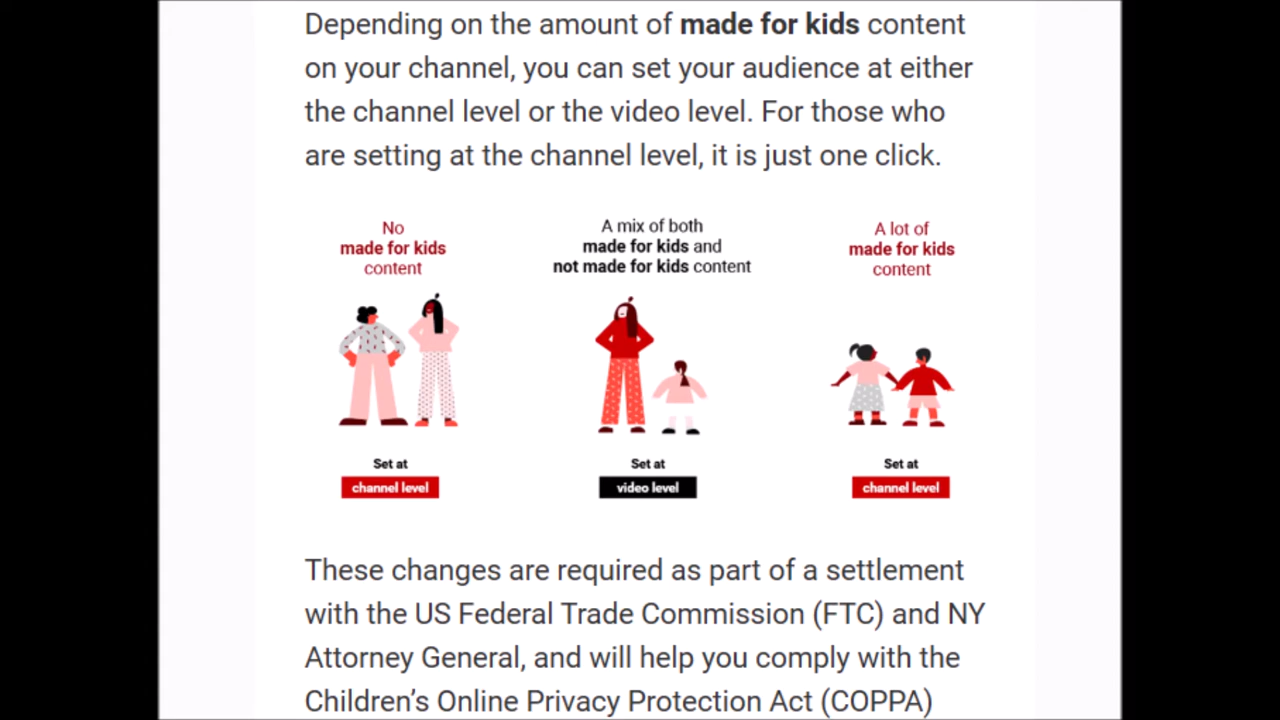 Depending on the amount of made for kids content
on your channel, you can set your audience at either
the channel level or the video level. For those who
are setting at the channel level, it is just one click.
No
made for kids
content
Set at
channel level
A mix of both
made for kids and
not made for kids content
Set at
video level
A lot of
made for kids
content
Set at
channel level
These changes are required as part of a settlement
with the US Federal Trade Commission (FTC) and NY
Attorney General, and will help you comply with the
Children’s Online Privacy Protection Act (COPPA)